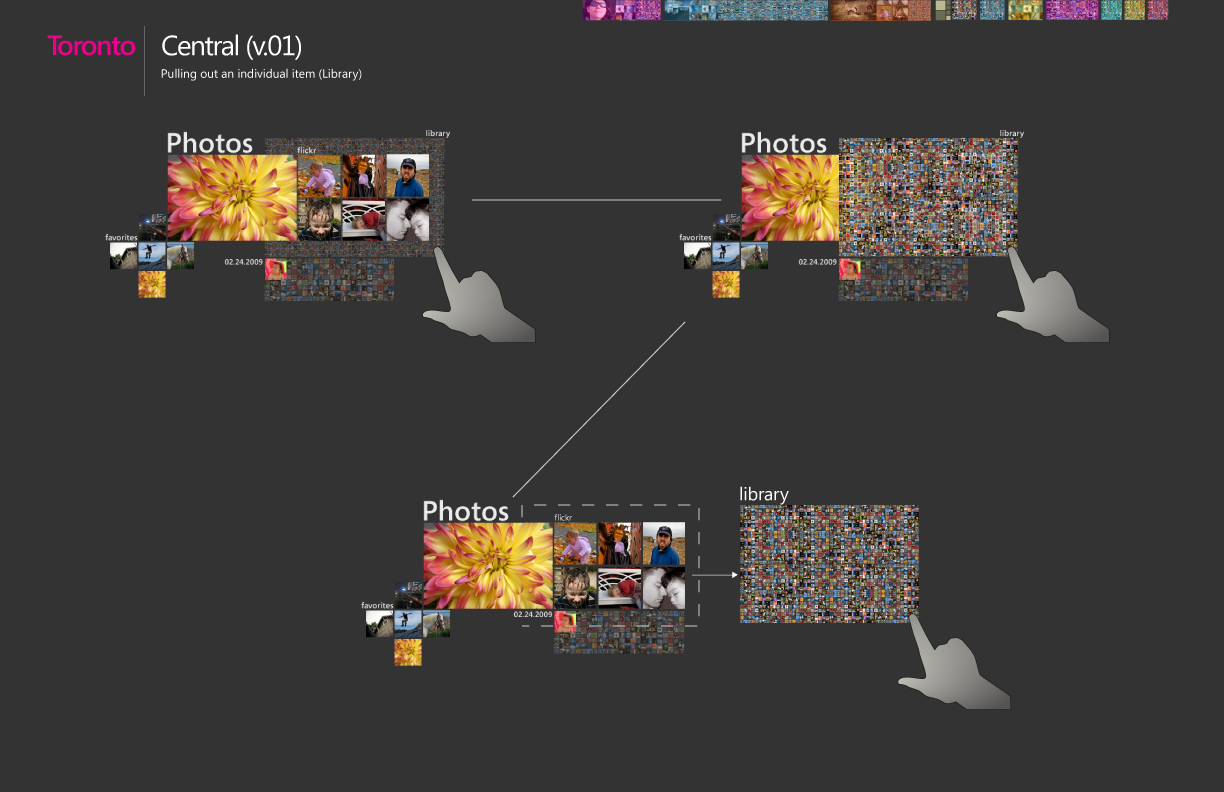 Toronto
Central (v.01)
Pulling out an individual item (Library)
Photos
library
flickr
favorites
02.24.2009
Photos
library
favorites
02.24.2009
Photos
flickr
library
favorites
02.24.2009